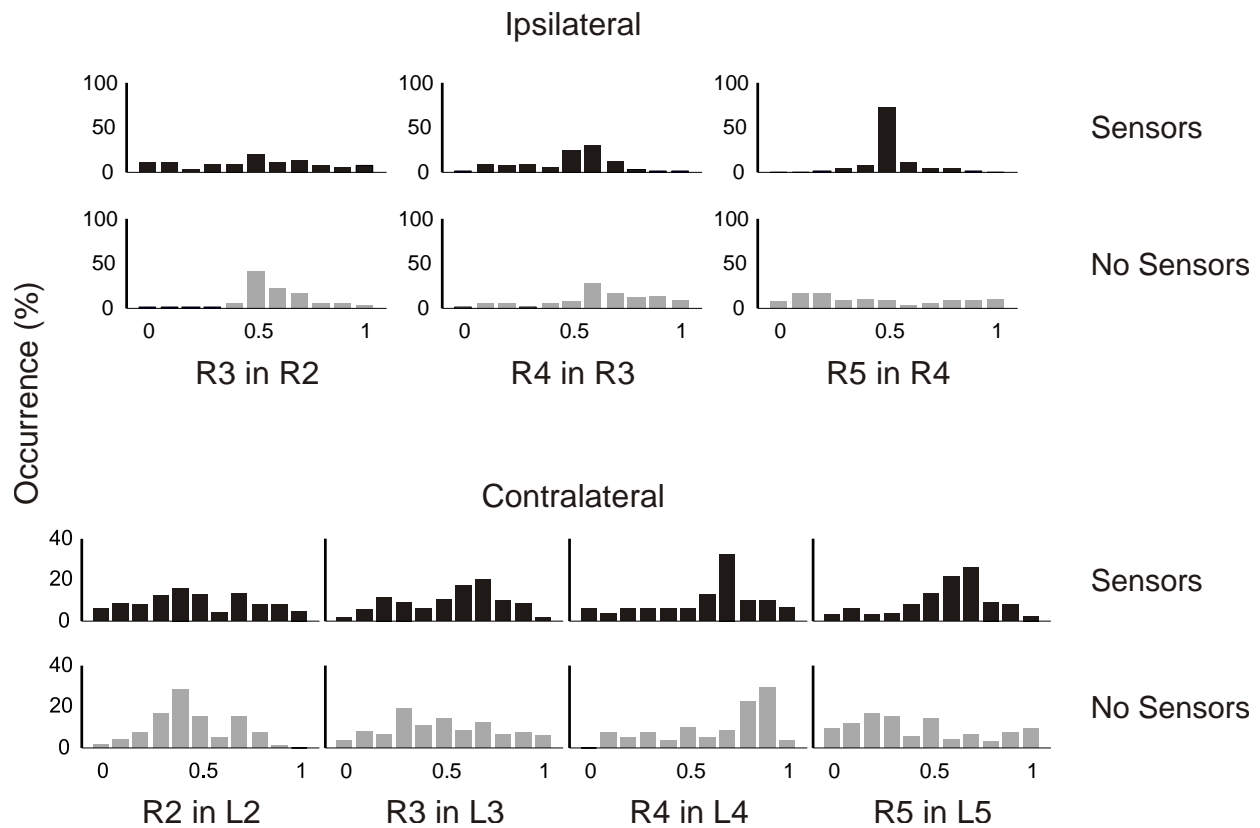 Ipsilateral
100 100 100
50 50 50 Sensors
0 0 0
100 100 100
50 50 50 No Sensors
0 0 0
0 0.5 1 0 0.5 1 0 0.5 1
R3 in R2 R4 in R3 R5 in R4
Occurrence (%)
Contralateral
40
20 Sensors
0
40
20 No Sensors
0
0 0.5 1 0 0.5 1 0 0.5 1 0 0.5 1
R2 in L2 R3 in L3 R4 in L4 R5 in L5